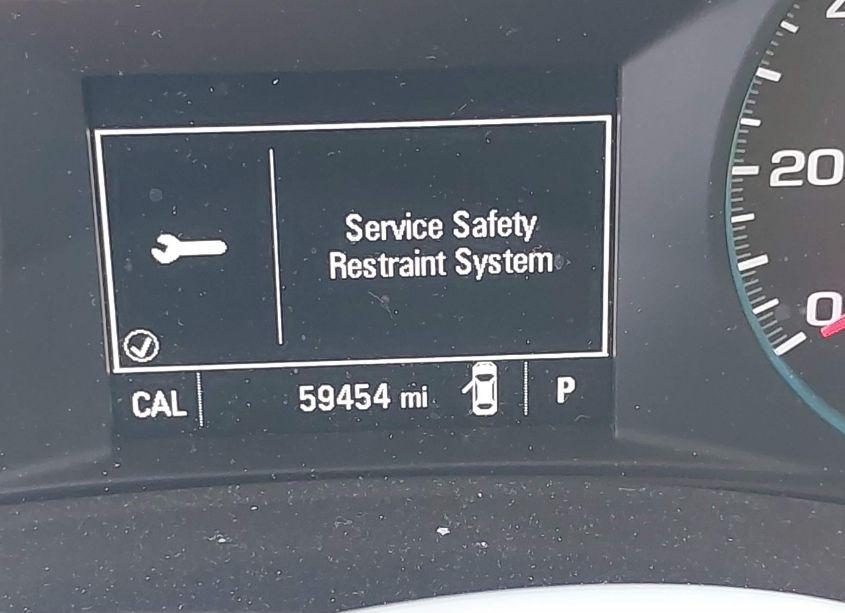 Service Safety
Restraint System
20
0
CAL
59454 mi
P